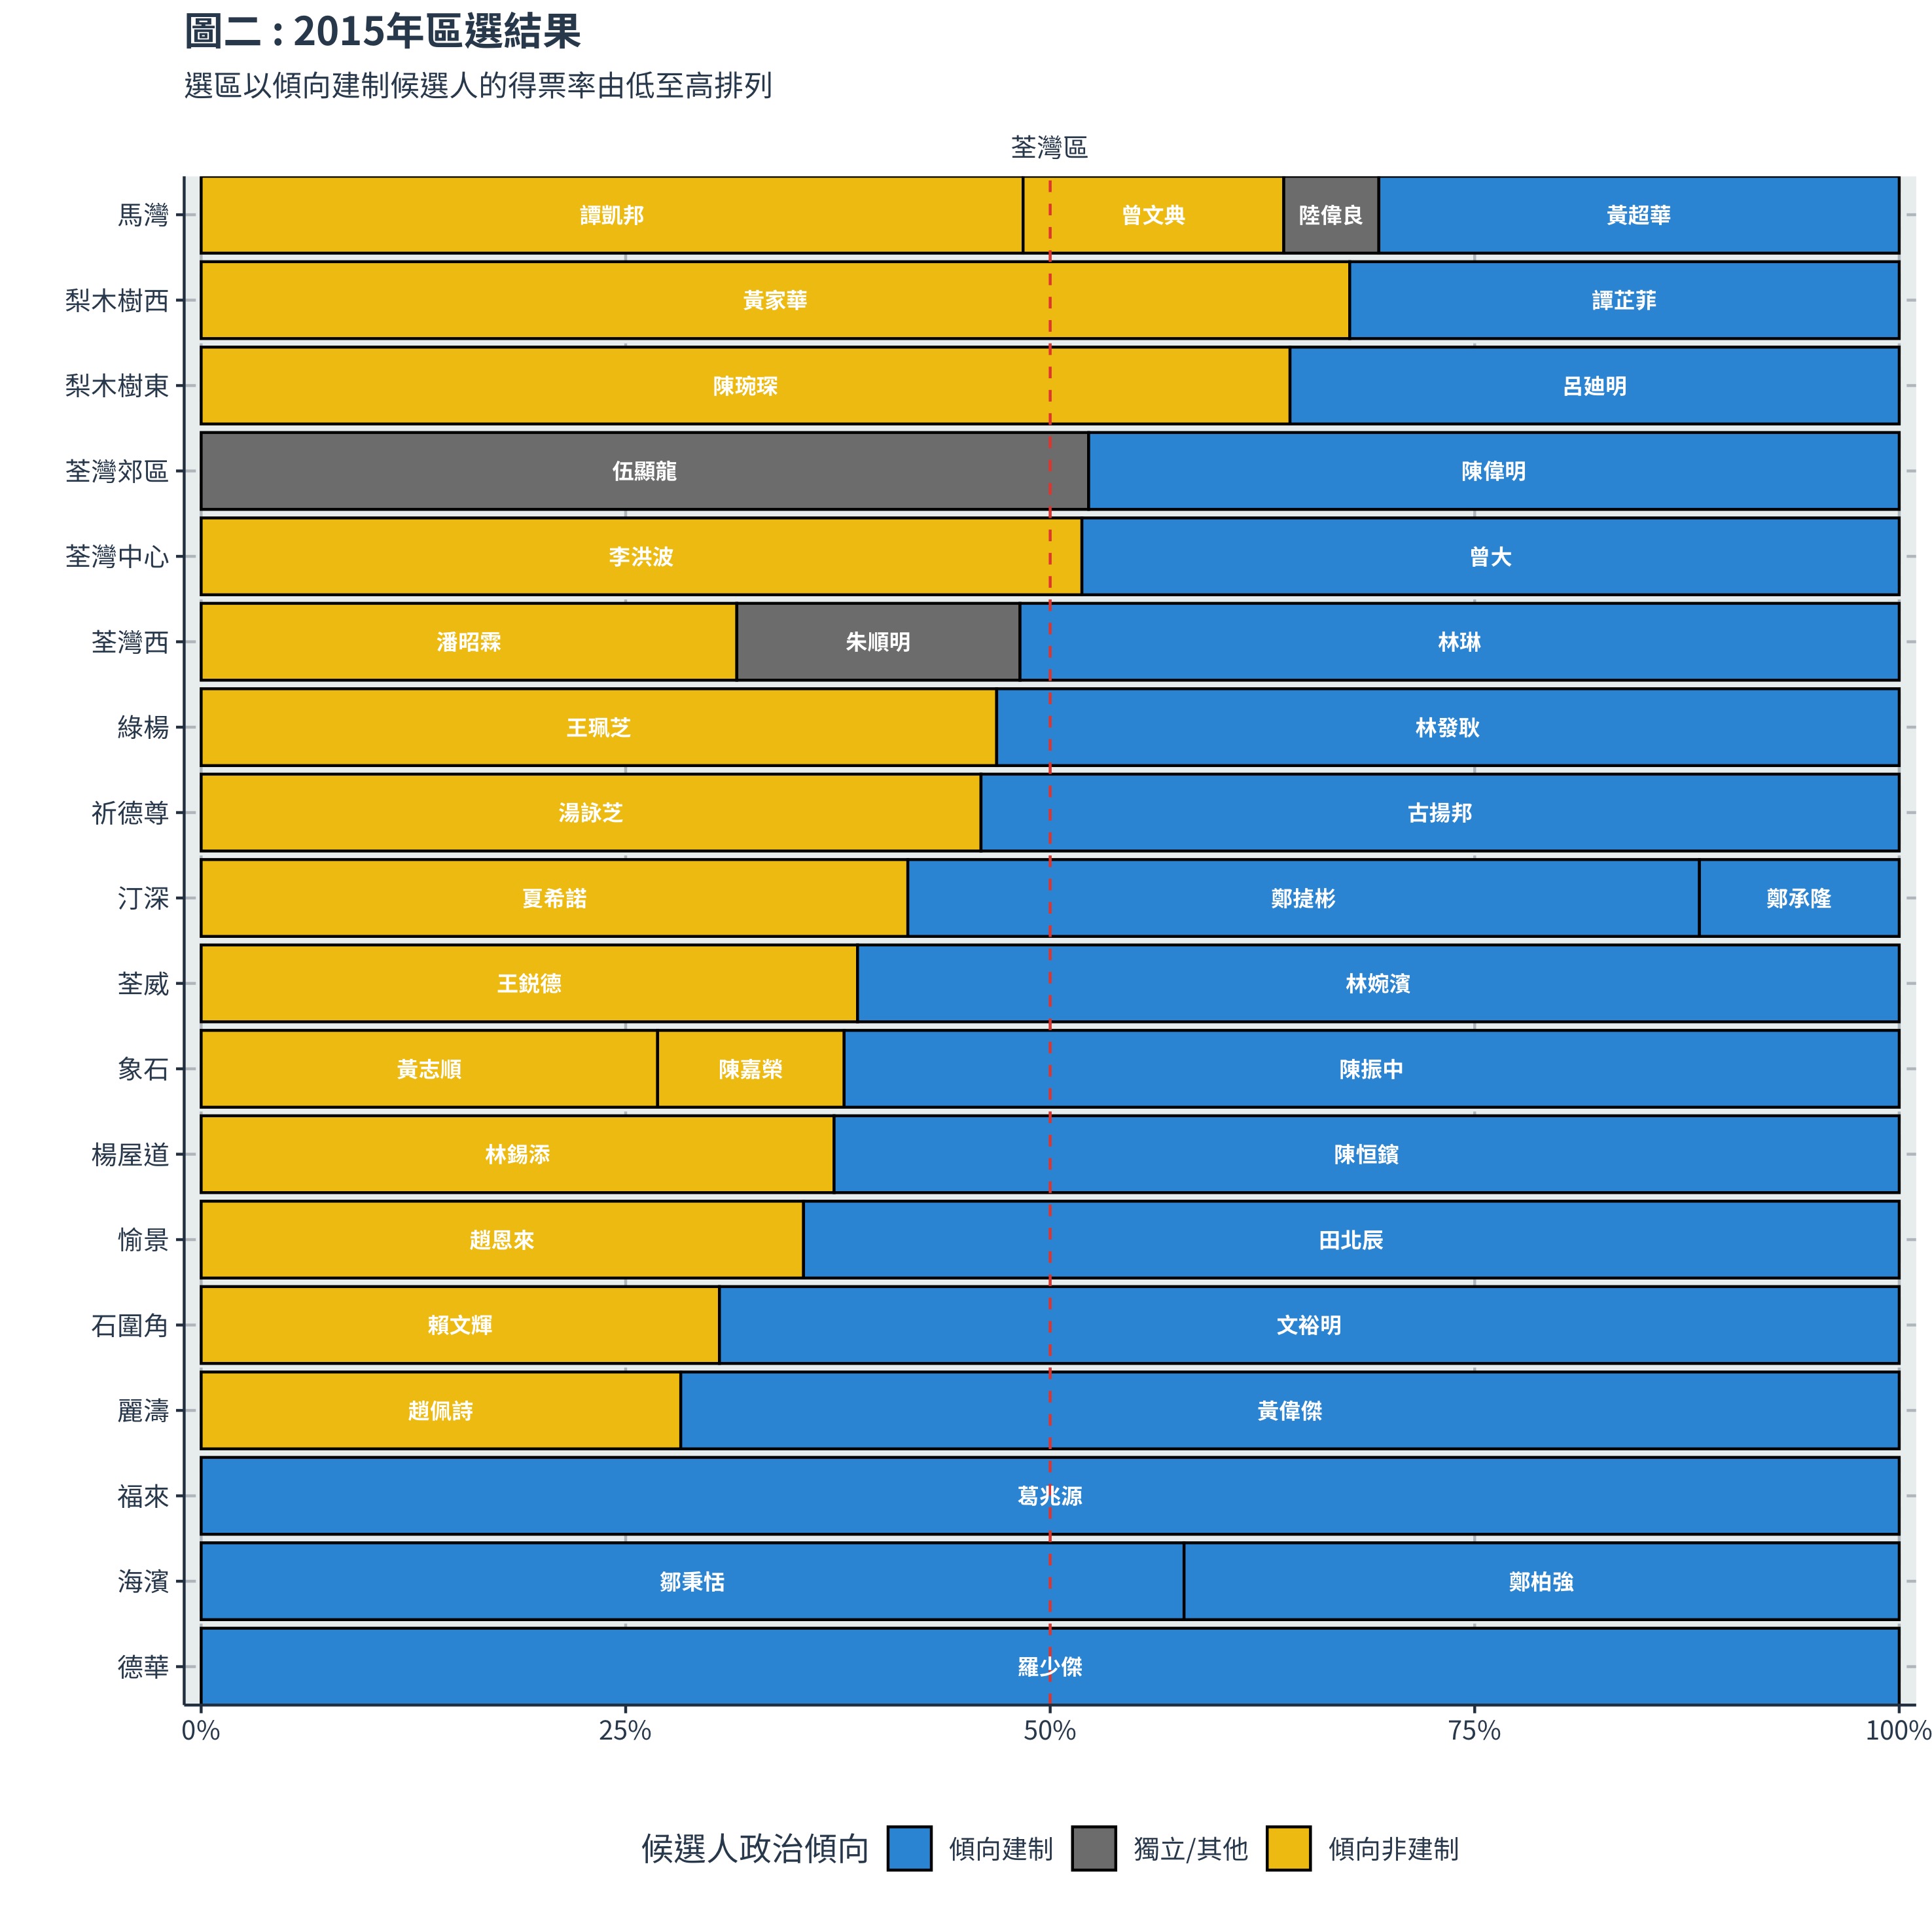 圖二：2015年區選結果
選區以傾向建制候選人的得票率由低至高排列
荃灣區
馬灣 譚凱邦 曾文典 陸偉良 黃超華
梨木樹西 黃家華 譚芷菲
梨木樹東 陳琬琛 呂廸明
荃灣郊區 伍顯龍 陳偉明
荃灣中心 李洪波 曾大
荃灣西 潘昭霖 朱順明 林琳
綠楊 王珮芝 林發耿
祈德尊 湯詠芝 古揚邦
汀深 夏希諾 鄭捷彬 鄭承隆
荃威 王銳德 林婉濱
象石 黃志順 陳嘉榮 陳振中
楊屋道 林錫添 陳恒鑌
愉景 趙恩來 田北辰
石圍角 賴文輝 文裕明
麗濤 趙佩詩 黃偉傑
福來 葛兆源
海濱 鄒秉恬 鄭柏強
德華 羅少傑
0% 25% 50% 75% 100%
候選人政治傾向 傾向建制 獨立/其他 傾向非建制